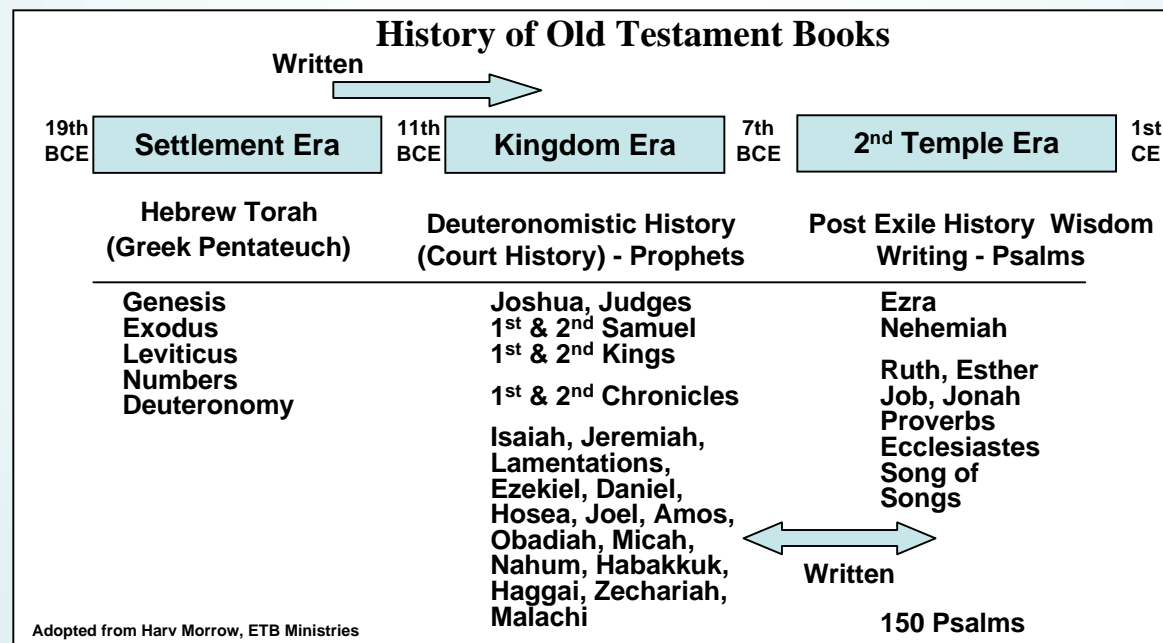 History of Old Testament Books
Written
19th
BCE
Settlement Era
11th
BCE
Kingdom Era
7th
BCE
2nd Temple Era
1st
CE
Hebrew Torah
(Greek Pentateuch)
Deuteronomistic History
(Court History) - Prophets
Post Exile History Wisdom
Writing - Psalms
Genesis
Exodus
Leviticus
Numbers
Deuteronomy
Joshua, Judges
1st & 2nd Samuel
1st & 2nd Kings
1st & 2nd Chronicles
Isaiah, Jeremiah,
Lamentations,
Ezekiel, Daniel,
Hosea, Joel, Amos,
Obadiah, Micah,
Nahum, Habakkuk,
Haggai, Zechariah,
Malachi
Ezra
Nehemiah
Ruth, Esther
Job, Jonah
Proverbs
Ecclesiastes
Song of
Songs
Written
150 Psalms
Adopted from Harv Morrow, ETB Ministries